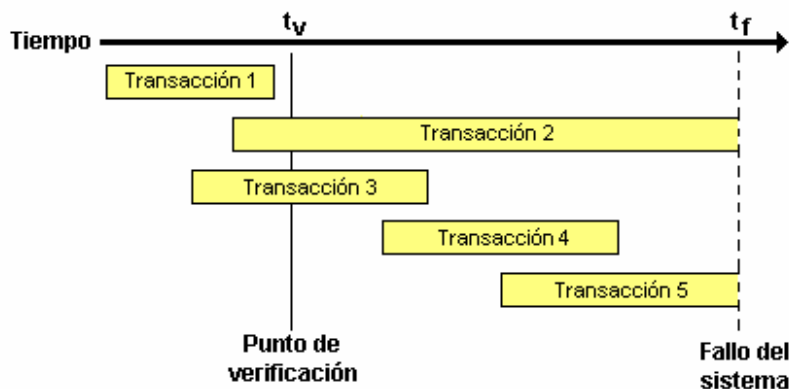 Tiempo
tv
tf
Transacción 1
Transacción 2
Transacción 3
Transacción 4
Transacción 5
Punto de
verificación
Fallo del
sistema